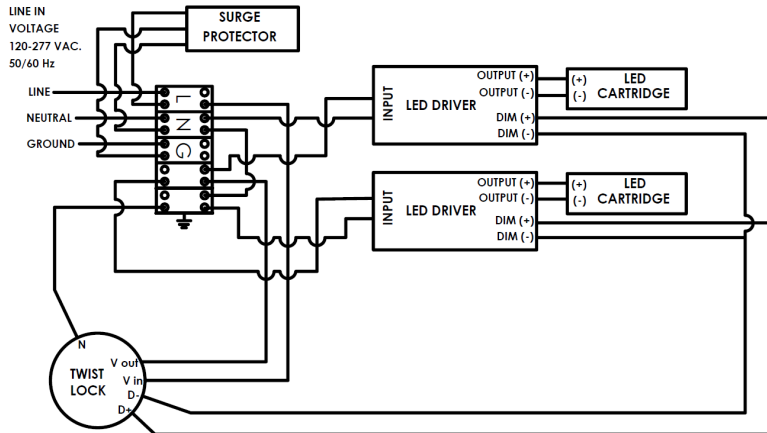 LINE IN
VOLTAGE
120-277 VAC.
50/60 Hz
SURGE
PROTECTOR
LINE
NEUTRAL
GROUND
L
N
G
INPUT
LED DRIVER
OUTPUT (+)
OUTPUT (-)
DIM (+)
DIM (-)
(+)
(-)
LED
CARTRIDGE
INPUT
LED DRIVER
OUTPUT (+)
OUTPUT (-)
DIM (+)
DIM (-)
(+)
(-)
LED
CARTRIDGE
N
V out
TWIST
LOCK
V in
D-
D+